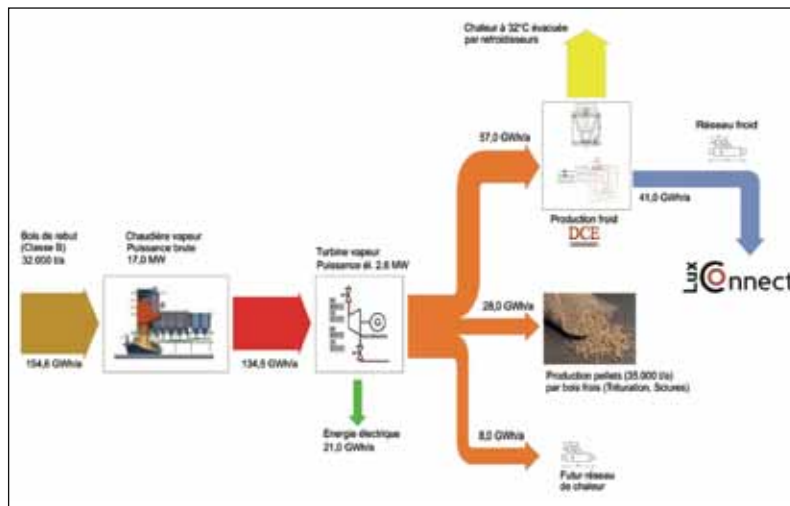 Chaleur à 32°C évacuée
par refroidisseurs
57,0 GWh/a
Réseau froid
41,0 GWh/a
Production froid
DCE
Lux Connect
Bois de rebut
(Classe B)
32 000 t/a
Chaudière vapeur
Puissance brute
17,0 MW
Turbine vapeur
Puissance él. 2,6 MW
G
154,6 GWh/a
134,5 GWh/a
28,0 GWh/a
Production pellets (35.000 t/a)
par bois frais (Trituration, Sciures)
Energie électrique
21,0 GWh/a
8,0 GWh/a
Futur réseau
de chaleur